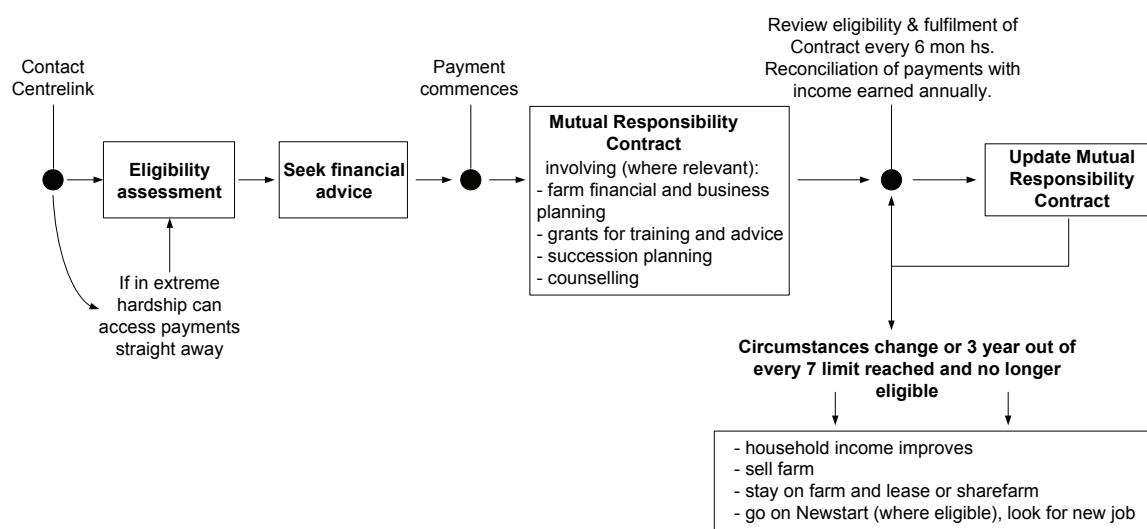 Contact
Centrelink
Eligibility
assessment
If in extreme
hardship can
access payments
straight away
Seek financial
advice
Payment
commences
Mutual Responsibility
Contract
involving (where relevant):
- farm financial and business
planning
- grants for training and advice
- succession planning
- counselling
Review eligibility & fulfilment of
Contract every 6 mon hs.
Reconciliation of payments with
income earned annually.
Update Mutual
Responsibility
Contract
Circumstances change or 3 year out of
every 7 limit reached and no longer
eligible
- household income improves
- sell farm
- stay on farm and lease or sharefarm
- go on Newstart (where eligible), look for new job